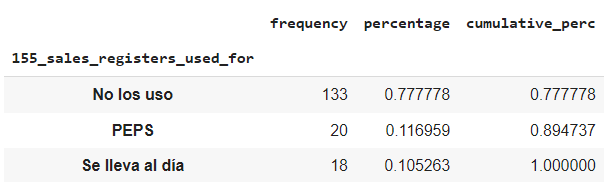 frequency percentage cumulative_perc
155_sales_registers_used_for
No los uso 133 0.777778 0.777778
PEPS 20 0.116959 0.894737
Se lleva al día 18 0.105263 1.000000